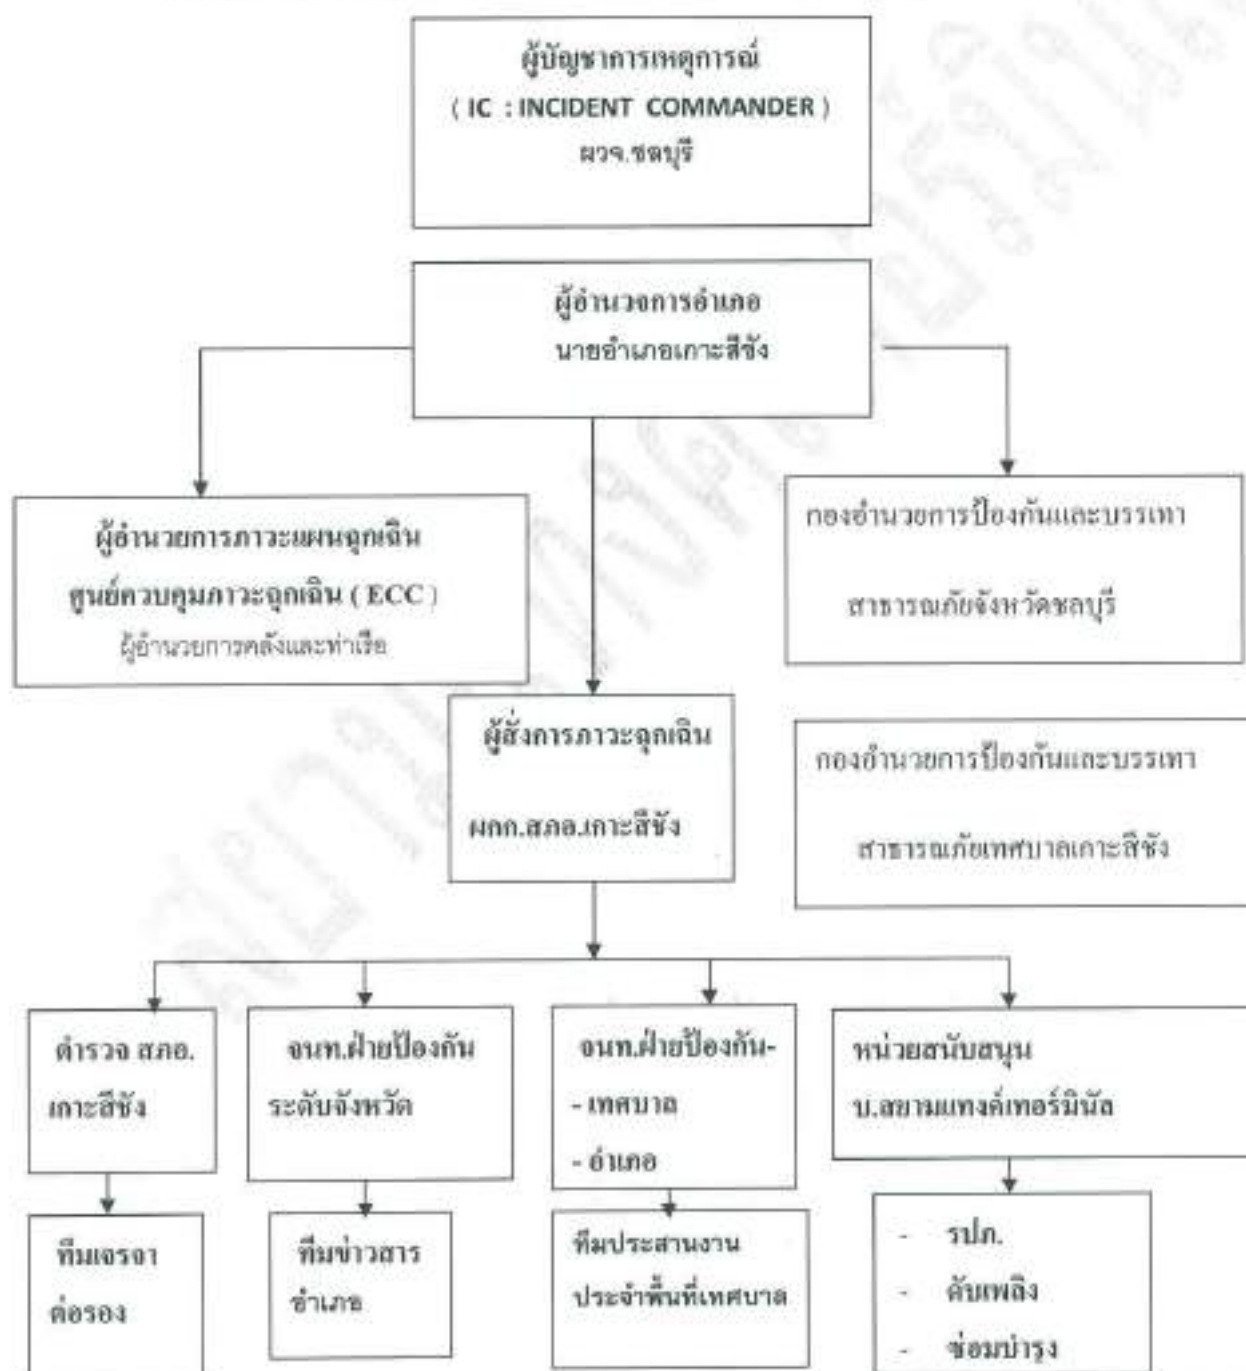 ผู้บัญชาการเหตุการณ์
( IC : INCIDENT COMMANDER )
ผวจ.ชลบุรี
ผู้อำนวจการอำเภอ
นายอำเภอเกาะสีชัง
ผู้อำนวยการภาวะแผนฉุกเฉิน
ศูนย์ควบคุมภาวะฉุกเฉิน ( ECC )
ผู้อำนวยการคลังและท่าเรือ
กองอำนวยการป้องกันและบรรเทา
สาธารณภัยจังหวัดชลบุรี
ผู้สั่งการภาวะฉุกเฉิน
ผกก.สภอ.เกาะสีชัง
กองอำนวยการป้องกันและบรรเทา
สาธารณภัยเทศบาลเกาะสีชัง
ตำรวจ สภอ.
เกาะสีชัง
จนท.ฝ่ายป้องกัน
ระดับจังหวัด
จนท.ฝ่ายป้องกัน-
- เทศบาล
- อำเภอ
หน่วยสนับสนุน
บ.สยามแทงค์เทอร์มินัล
ทีมเจรจา
ต่อรอง
ทีมข่าวสาร
อำเภอ
ทีมประสานงาน
ประจำพื้นที่เทศบาล
- รปภ.
- ดับเพลิง
- ซ่อมบำรุง